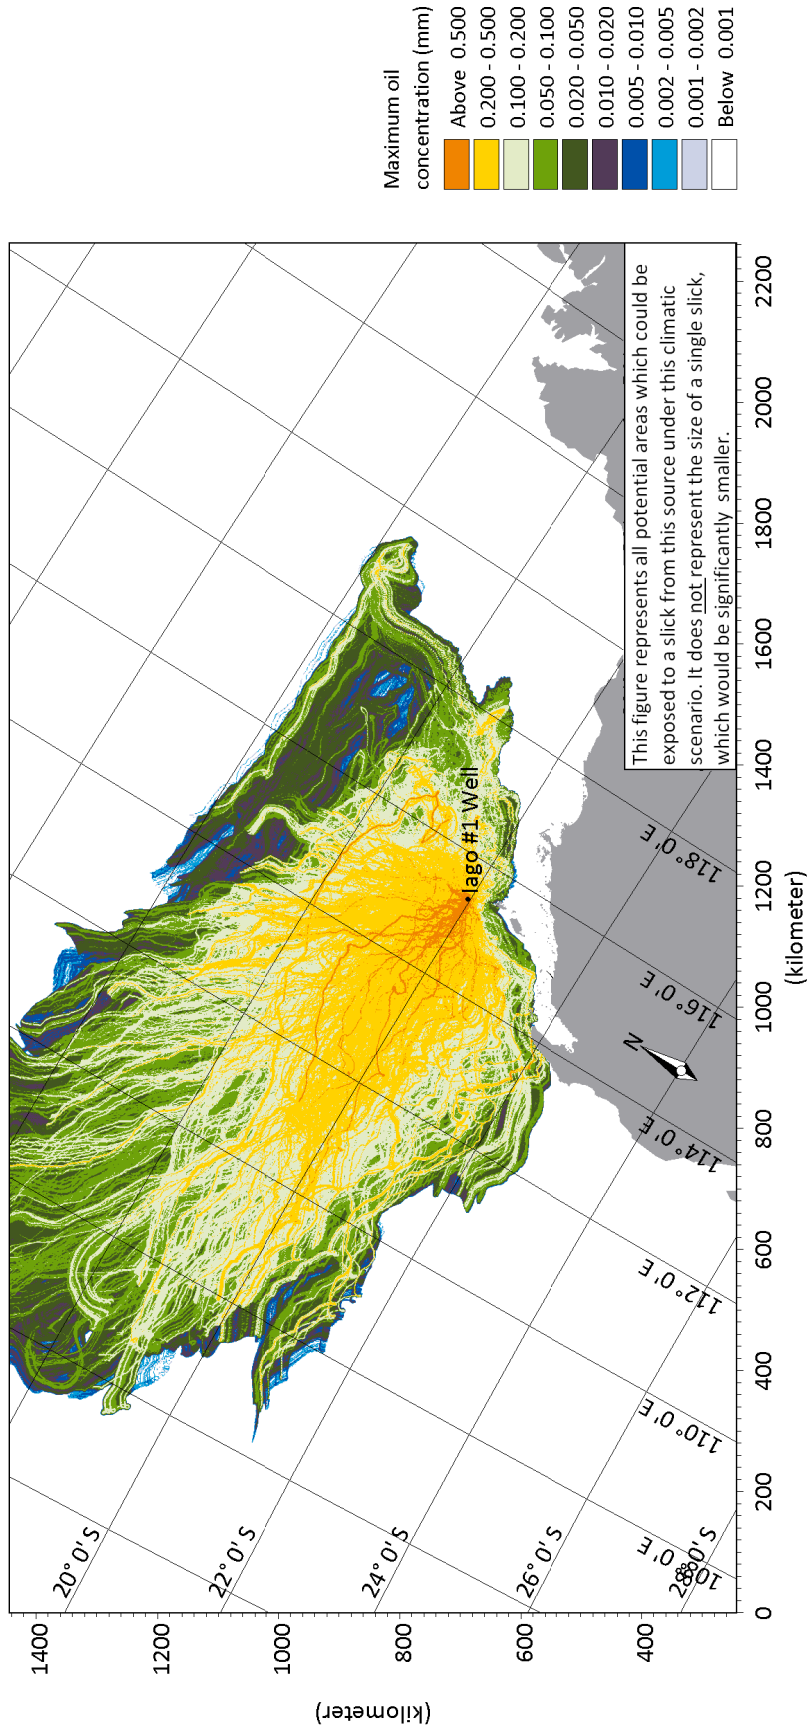 Maximum oil
concentration (mm)
Above 0.500
0.200 - 0.500
0.100 - 0.200
0.050 - 0.100
0.020 - 0.050
0.010 - 0.020
0.005 - 0.010
0.002 - 0.005
0.001 - 0.002
Below 0.001
1400
1200
1000
800
600
400
(kilometer)
20° 0' S
22° 0' S
24° 0' S
26° 0' S
110° 0' E
112° 0' E
114° 0' E
116° 0' E
118° 0' E
N
Iago #1 Well
This figure represents all potential areas which could be
exposed to a slick from this source under this climatic
scenario. It does not represent the size of a single slick,
which would be significantly smaller.
0
200
400
600
800
1000
1200
1400
1600
1800
2000
2200
(kilometer)